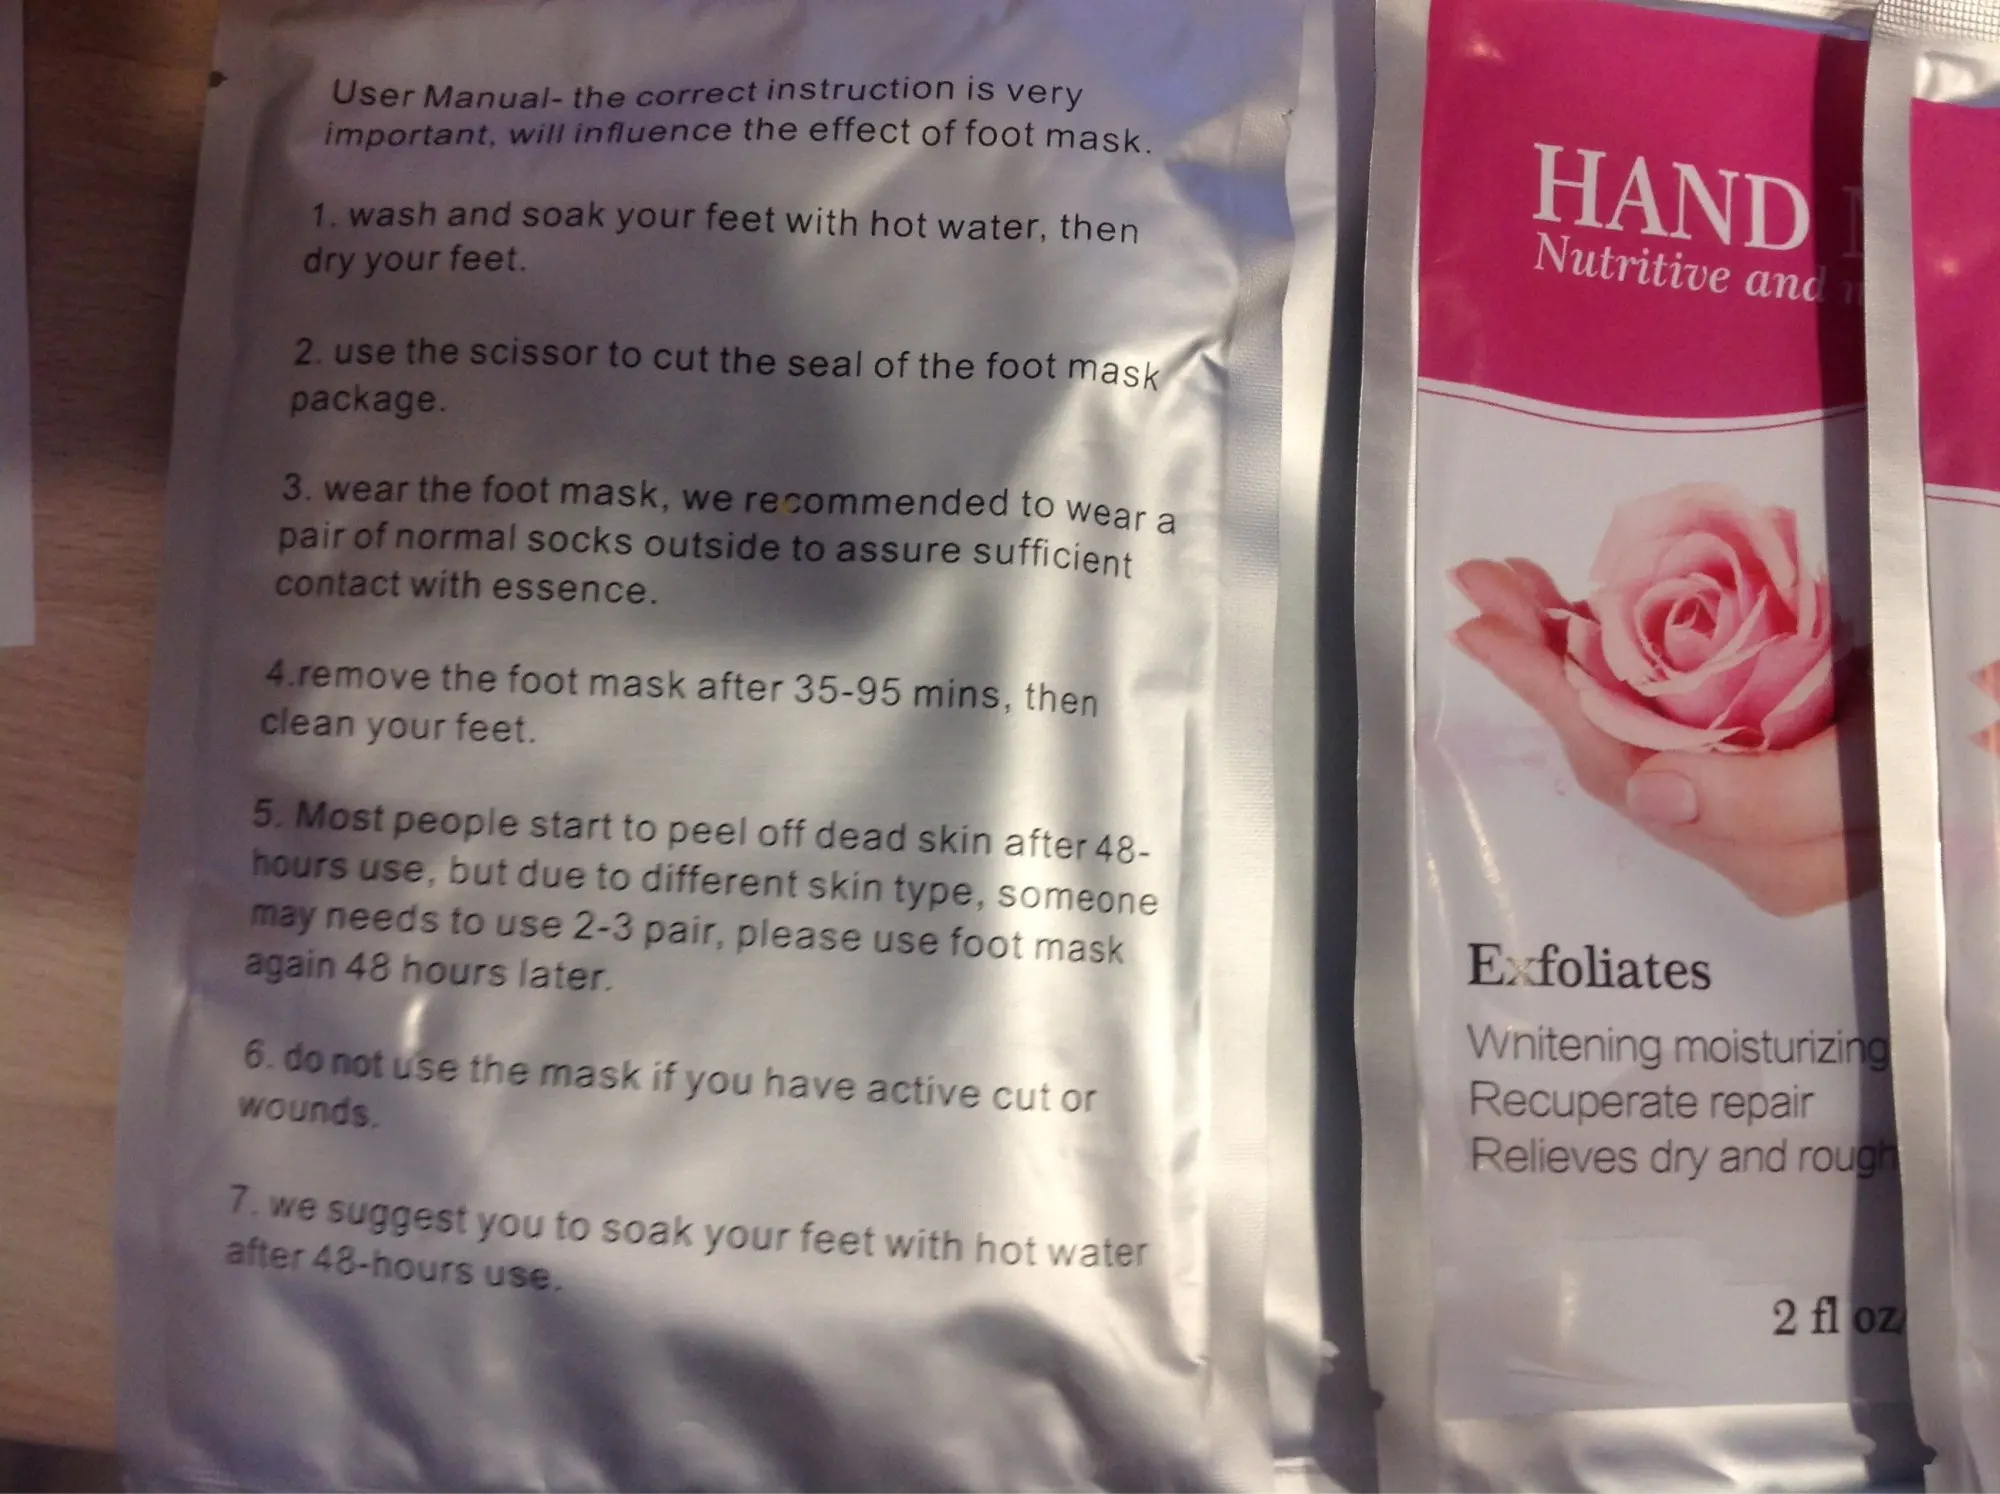 User Manual- the correct instruction is very
important, will influence the effect of foot mask.
1. wash and soak your feet with hot water, then
dry your feet.
2. use the scissor to cut the seal of the foot mask
package.
3. wear the foot mask, we recommended to wear a
pair of normal socks outside to assure sufficient
contact with essence.
4.remove the foot mask after 35-95 mins, then
clean your feet.
5. Most people start to peel off dead skin after 48-
hours use, but due to different skin type, someone
may needs to use 2-3 pair, please use foot mask
again 48 hours later.
6. do not use the mask if you have active cut or
wounds.
7. we suggest you to soak your feet with hot water
after 48-hours use.
HAND
Nutritive and
Exfoliates
Whitening moisturizing
Recuperate repair
Relieves dry and rough
2 fl oz